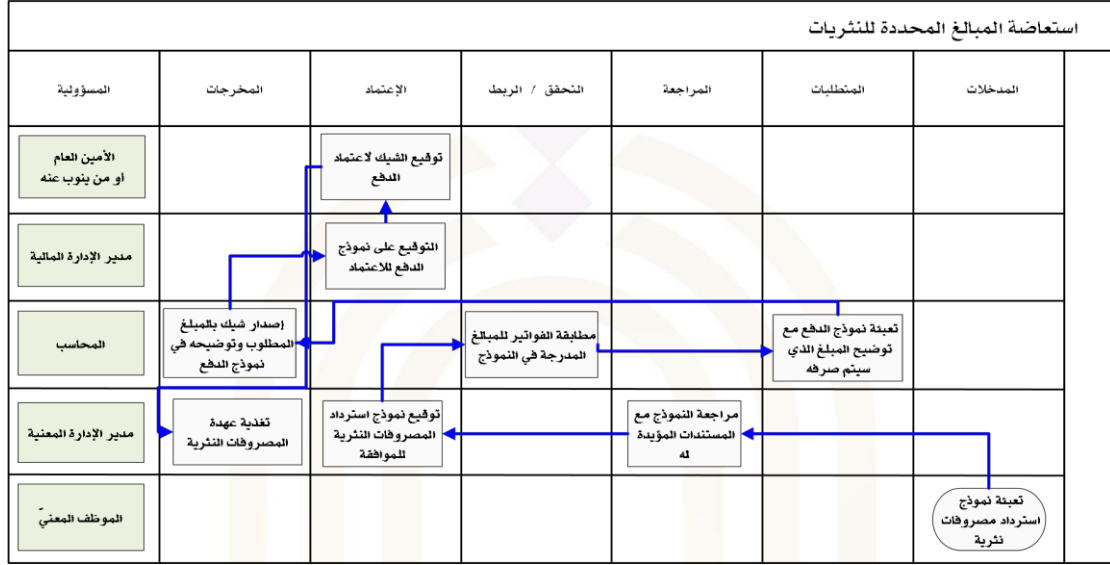 استعاضة المبالغ المحددة للنثريات
المدخلات
المتطلبات
المراجعة
التحقق / الربط
الإعتماد
المخرجات
المسؤولية
توقيع الشيك لاعتماد
الدفع
الأمين العام
أو من ينوب عنه
التوقيع على نموذج
الدفع للاعتماد
مدير الإدارة المالية
تعبئة نموذج الدفع مع
توضيح المبلغ الذي
سيتم صرفه
مطابقة الفواتير للمبالغ
المدرجة في النموذج
إصدار شيك بالمبلغ
المطلوب وتوضيحه في
نموذج الدفع
المحاسب
مراجعة النموذج مع
المستندات المؤيدة
له
توقيع نموذج استرداد
المصروفات النثرية
للموافقة
تغذية عهدة
المصروفات النثرية
مدير الإدارة المعنية
تعبئة نموذج
استرداد مصروفات
نثرية
الموظف المعنيّ